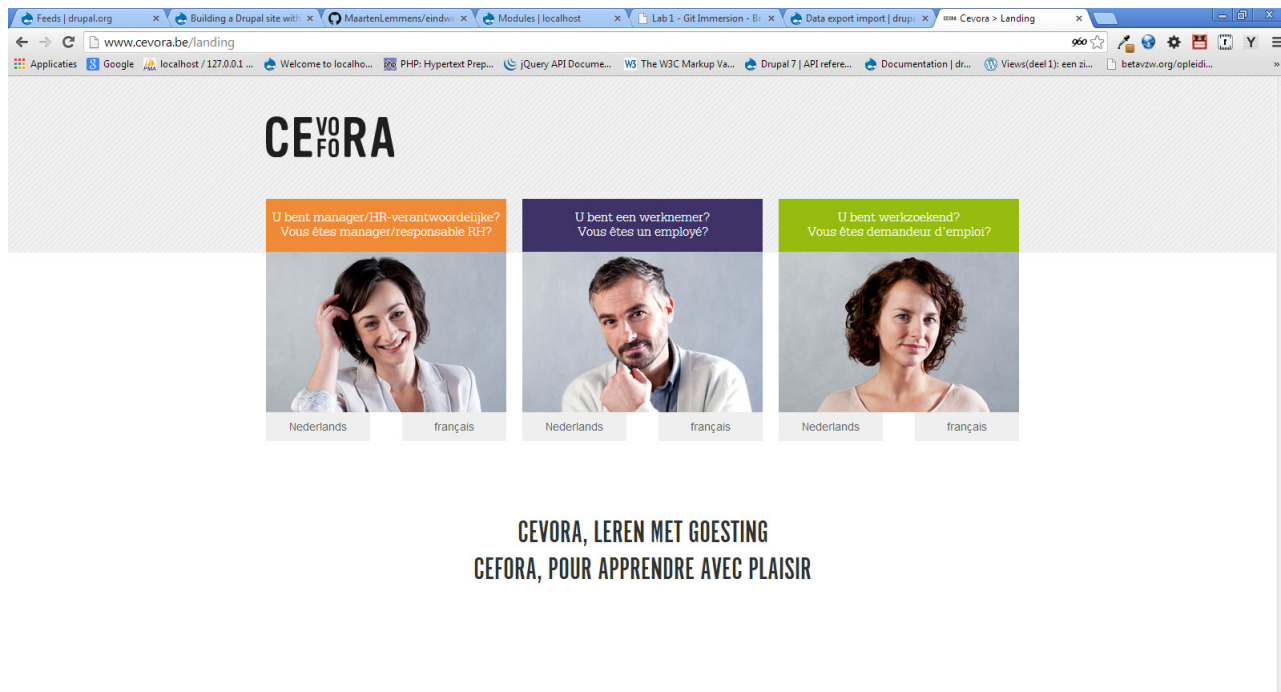 Feeds | drupal.org
Building a Drupal site with
MaartenLemmens/eindw
Modules | localhost
Lab 1 - Git Immersion - Br
Data export import | drupa
Cevora > Landing
www.cevora.be/landing
960
Applicaties
Google
localhost / 127.0.0.1 ...
Welcome to localho...
PHP: Hypertext Prep...
jQuery API Docume...
The W3C Markup Va...
Drupal 7 | API refere...
Documentation | dr...
Views(deel 1): een zi...
betavzw.org/opleidi...
CEVOFORA
U bent manager/HR-verantwoordelijke?
Vous êtes manager/responsable RH?
U bent een werknemer?
Vous êtes un employé?
U bent werkzoekend?
Vous êtes demandeur d'emploi?
Nederlands français
Nederlands français
Nederlands français
CEVORA, LEREN MET GOESTING
CEFORA, POUR APPRENDRE AVEC PLAISIR